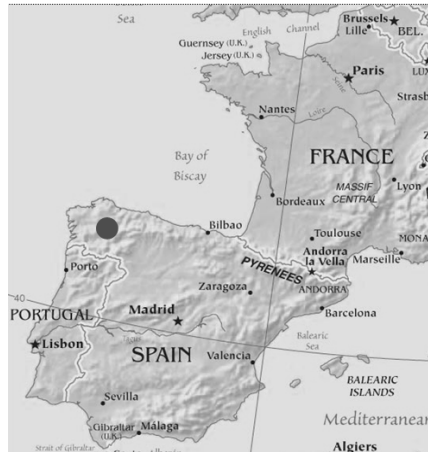 Sea
English Channel
Brussels
Lille
BEL.
Guernsey (U.K.)
Jersey (U.K.)
LUX
Paris
Strasb
Nantes
Loire
Bay of
Biscay
FRANCE
MASSIF
CENTRAL
Lyon
Bordeaux
Toulouse
Bilbao
Andorra
la Vella
MONA
Marseille
PYRENEES
ANDORRA
Porto
Zaragoza
40
PORTUGAL
Madrid
Barcelona
Lisbon
Balearic
Sea
SPAIN
Valencia
BALEARIC
ISLANDS
Sevilla
Mediterranean
Gibraltar
(U.K.)
Málaga
Strait of Gibraltar
Algiers